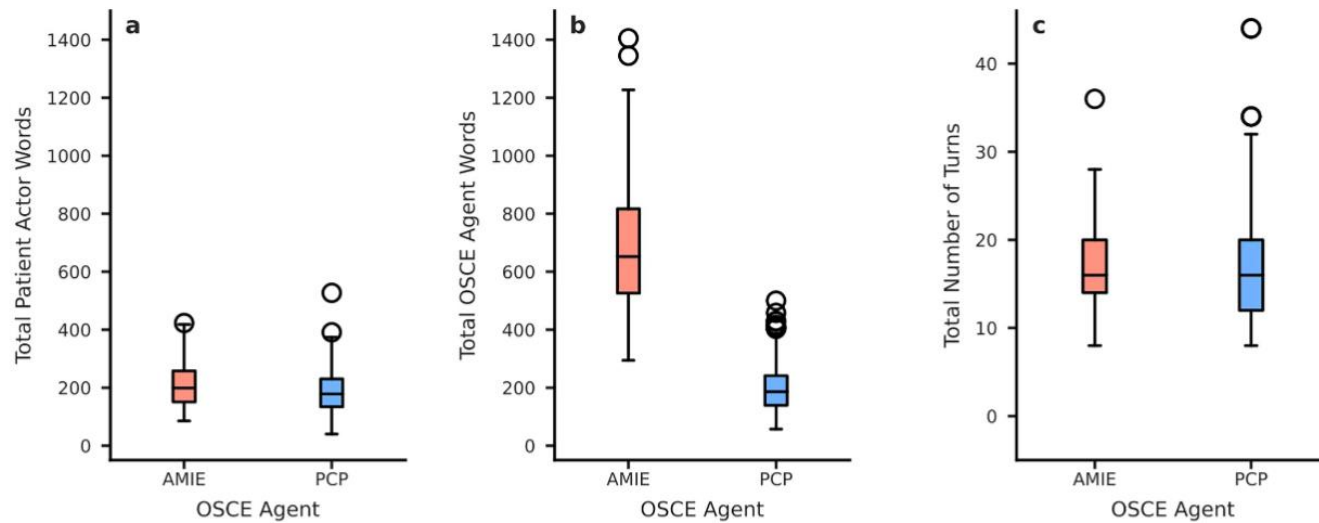 a
Total Patient Actor Words
1400
1200
1000
800
600
400
200
0
AMIE
PCP
OSCE Agent
b
Total OSCE Agent Words
1400
1200
1000
800
600
400
200
0
AMIE
PCP
OSCE Agent
c
Total Number of Turns
40
30
20
10
0
AMIE
PCP
OSCE Agent